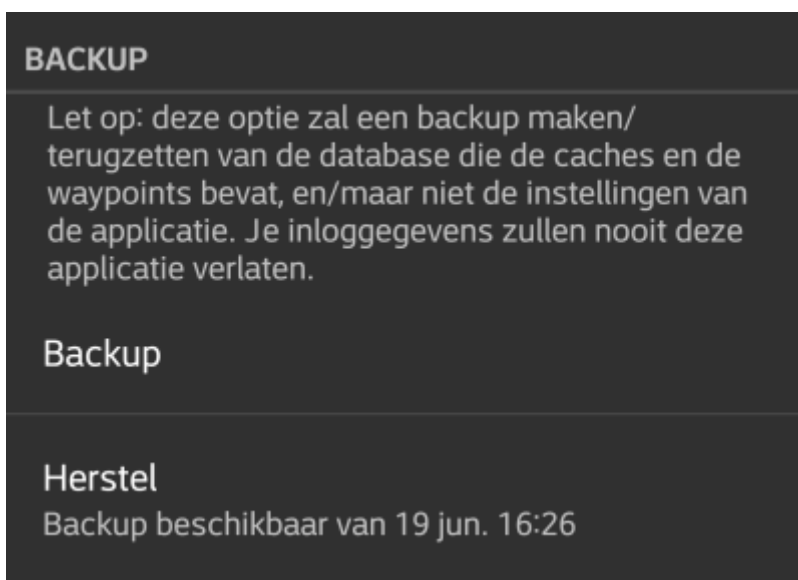 BACKUP
Let op: deze optie zal een backup maken/
terugzetten van de database die de caches en de
waypoints bevat, en/maar niet de instellingen van
de applicatie. Je inloggegevens zullen nooit deze
applicatie verlaten.
Backup
Herstel
Backup beschikbaar van 19 jun. 16:26